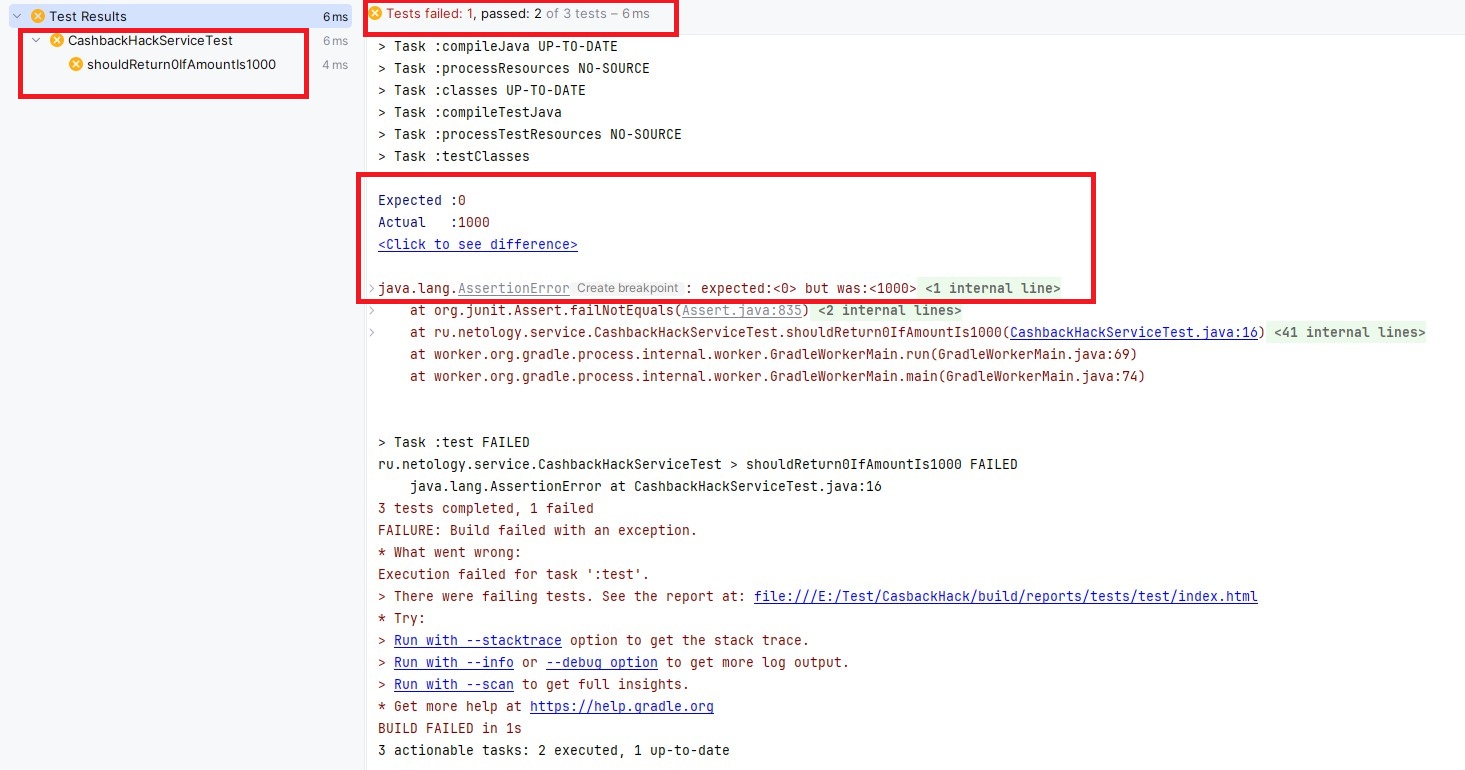 Test Results 6 ms
CashbackHackServiceTest 6 ms
shouldReturn0IfAmountIs1000 4 ms
Tests failed: 1, passed: 2 of 3 tests – 6 ms
> Task :compileJava UP-TO-DATE
> Task :processResources NO-SOURCE
> Task :classes UP-TO-DATE
> Task :compileTestJava
> Task :processTestResources NO-SOURCE
> Task :testClasses
Expected :0
Actual   :1000
<Click to see difference>
java.lang.AssertionError Create breakpoint : expected:<0> but was:<1000> <1 internal line>
at org.junit.Assert.failNotEquals(Assert.java:835) <2 internal lines>
at ru.netology.service.CashbackHackServiceTest.shouldReturn0IfAmountIs1000(CashbackHackServiceTest.java:16) <41 internal lines>
at worker.org.gradle.process.internal.worker.GradleWorkerMain.run(GradleWorkerMain.java:69)
at worker.org.gradle.process.internal.worker.GradleWorkerMain.main(GradleWorkerMain.java:74)
> Task :test FAILED
ru.netology.service.CashbackHackServiceTest > shouldReturn0IfAmountIs1000 FAILED
java.lang.AssertionError at CashbackHackServiceTest.java:16
3 tests completed, 1 failed
FAILURE: Build failed with an exception.
* What went wrong:
Execution failed for task ':test'.
> There were failing tests. See the report at: file:///E:/Test/CasbackHack/build/reports/tests/test/index.html
* Try:
> Run with --stacktrace option to get the stack trace.
> Run with --info or --debug option to get more log output.
> Run with --scan to get full insights.
* Get more help at https://help.gradle.org
BUILD FAILED in 1s
3 actionable tasks: 2 executed, 1 up-to-date